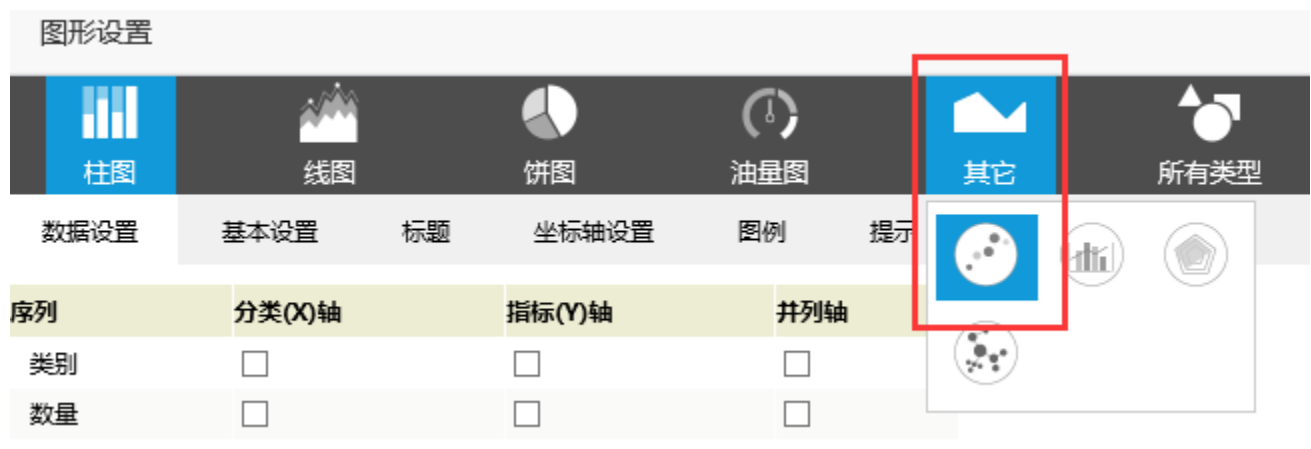 图形设置
柱图 线图 饼图 油量图 其它 所有类型
数据设置 基本设置 标题 坐标轴设置 图例 提示
序列 分类(X)轴 指标(Y)轴 并列轴
类别
数量